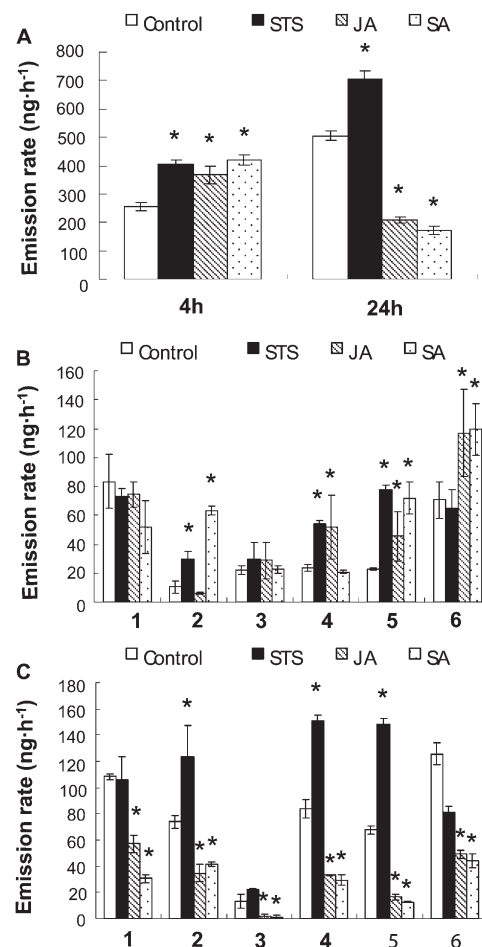 A
Control STS JA SA
Emission rate (ng·h⁻¹)
800
700
600
500
400
300
200
100
0
* * * * * *
4h 24h
B
Control STS JA SA
Emission rate (ng·h⁻¹)
160
140
120
100
80
60
40
20
0
* * * * * * * * *
1 2 3 4 5 6
C
Control STS JA SA
Emission rate (ng·h⁻¹)
180
160
140
120
100
80
60
40
20
0
* * * * * * * * * * * * * * *
1 2 3 4 5 6